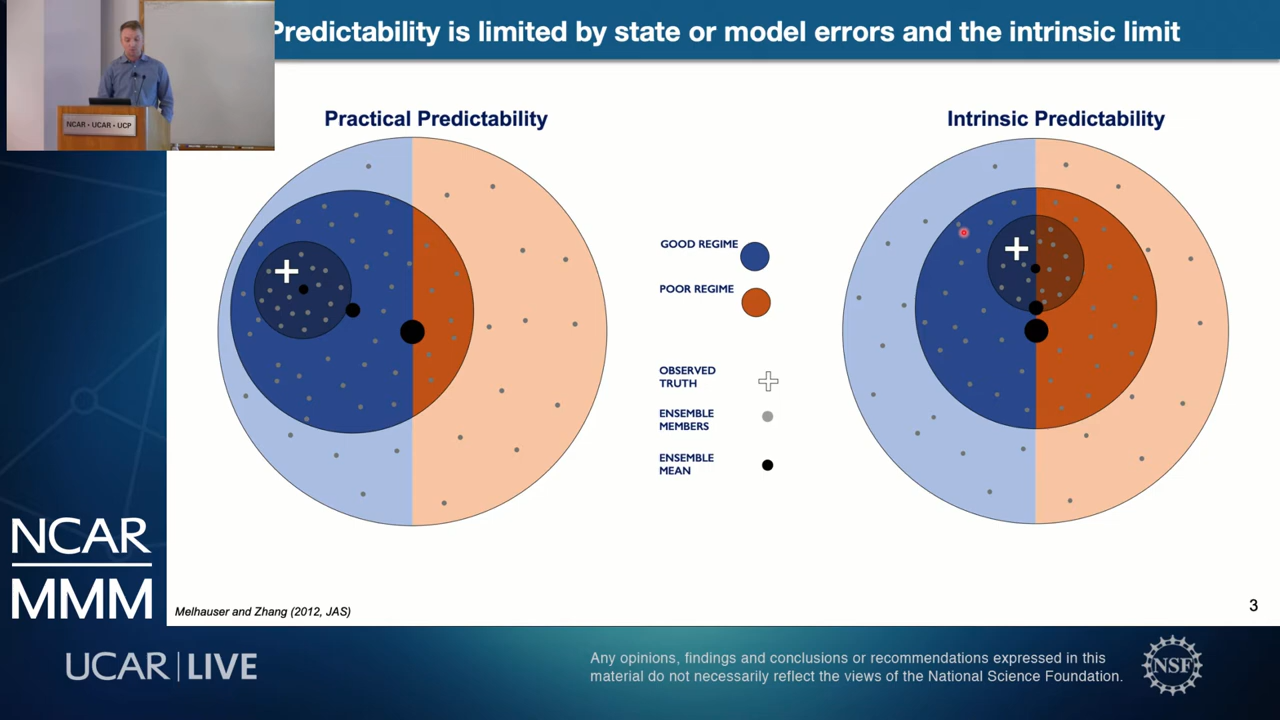 Predictability is limited by state or model errors and the intrinsic limit
NCAR • UCAR • UCP
Practical Predictability
Intrinsic Predictability
GOOD REGIME
POOR REGIME
OBSERVED
TRUTH
ENSEMBLE
MEMBERS
ENSEMBLE
MEAN
NCAR
MMM
Melhauser and Zhang (2012, JAS)
3
UCAR | LIVE
Any opinions, findings and conclusions or recommendations expressed in this
material do not necessarily reflect the views of the National Science Foundation.
NSF